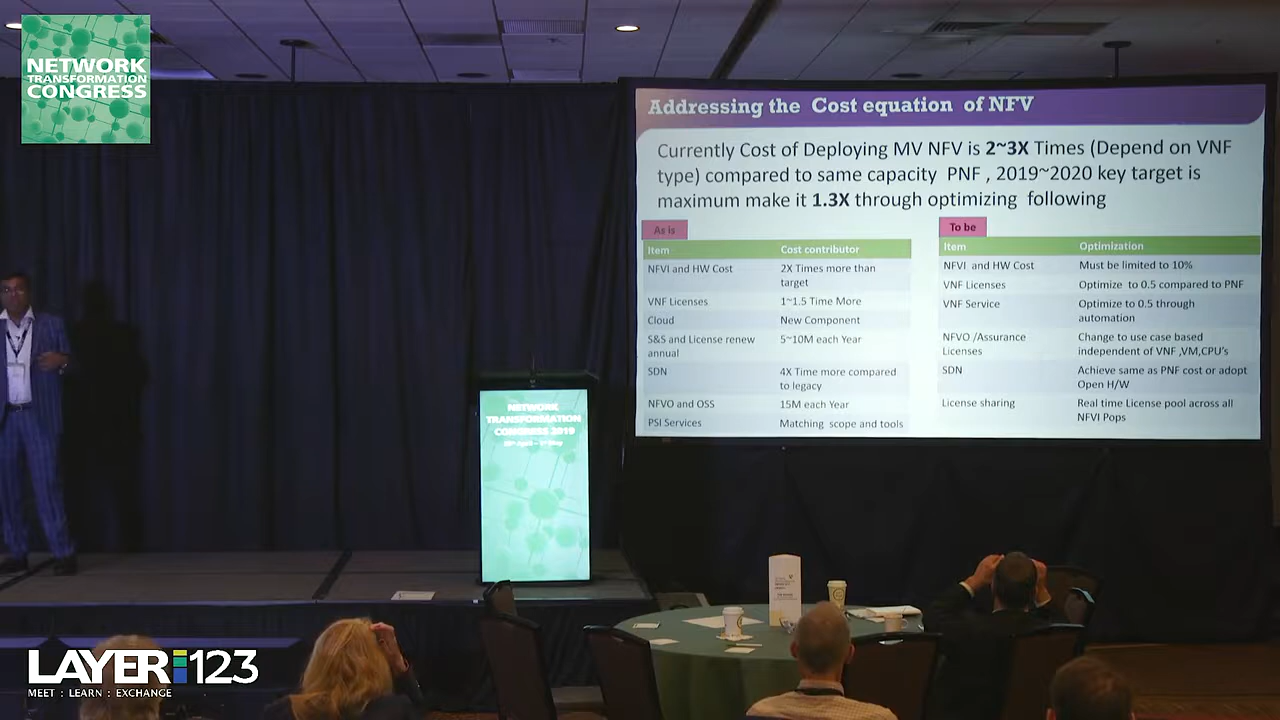 NETWORK
TRANSFORMATION
CONGRESS
Addressing the Cost equation of NFV
Currently Cost of Deploying MV NFV is 2~3X Times (Depend on VNF
type) compared to same capacity PNF , 2019~2020 key target is
maximum make it 1.3X through optimizing following
As is
Item Cost contributor
NFVI and HW Cost 2X Times more than
target
VNF Licenses 1~1.5 Time More
Cloud New Component
S&S and License renew 5~10M each Year
annual
SDN 4X Time more compared
to legacy
NFVO and OSS 15M each Year
PSI Services Matching scope and tools
To be
Item Optimization
NFVI and HW Cost Must be limited to 10%
VNF Licenses Optimize to 0.5 compared to PNF
VNF Service Optimize to 0.5 through
automation
NFVO /Assurance Change to use case based
Licenses independent of VNF ,VM,CPU's
SDN Achieve same as PNF cost or adopt
Open H/W
License sharing Real time License pool across all
NFVI Pops
NETWORK
TRANSFORMATION
CONGRESS 2019
LAYER123
MEET : LEARN : EXCHANGE